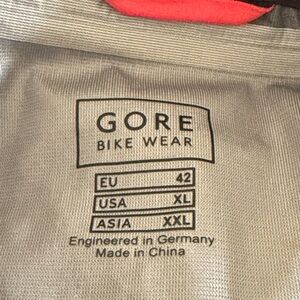 GORE
BIKE WEAR
EU 42
USA XL
ASIA XXL
Engineered in Germany
Made in China